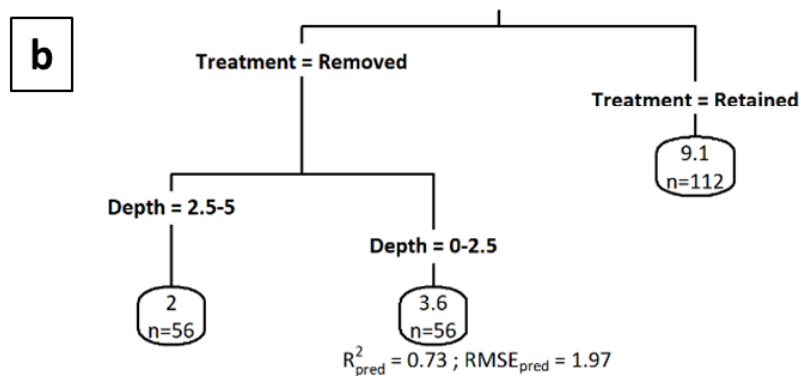 b
Treatment = Removed
Treatment = Retained
9.1
n=112
Depth = 2.5-5
Depth = 0-2.5
2
n=56
3.6
n=56
R²pred = 0.73 ; RMSEpred = 1.97